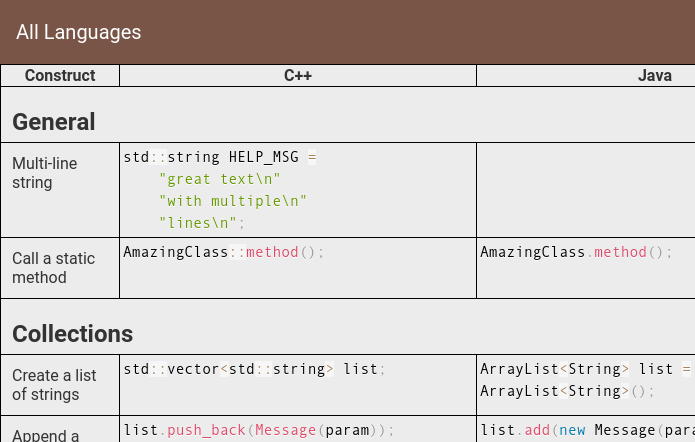 All Languages
Construct C++ Java
General
Multi-line string
std::string HELP_MSG =
"great text\n"
"with multiple\n"
"lines\n";
Call a static method
AmazingClass::method();
AmazingClass.method();
Collections
Create a list of strings
std::vector<std::string> list;
ArrayList<String> list =
ArrayList<String>();
Append a
list.push_back(Message(param));
list.add(new Message(para